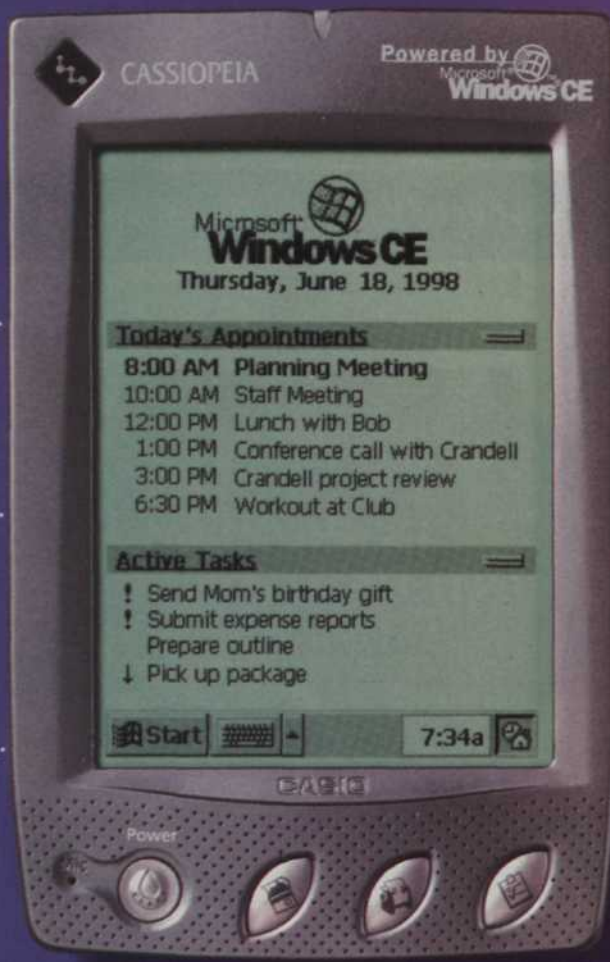 CASSIOPEIA
Powered by
Microsoft®
Windows CE
Microsoft®
Windows CE
Thursday, June 18, 1998
Today's Appointments
8:00 AM Planning Meeting
10:00 AM Staff Meeting
12:00 PM Lunch with Bob
1:00 PM Conference call with Crandell
3:00 PM Crandell project review
6:30 PM Workout at Club
Active Tasks
! Send Mom's birthday gift
! Submit expense reports
Prepare outline
↓ Pick up package
Start
7:34a
CASIO
Power